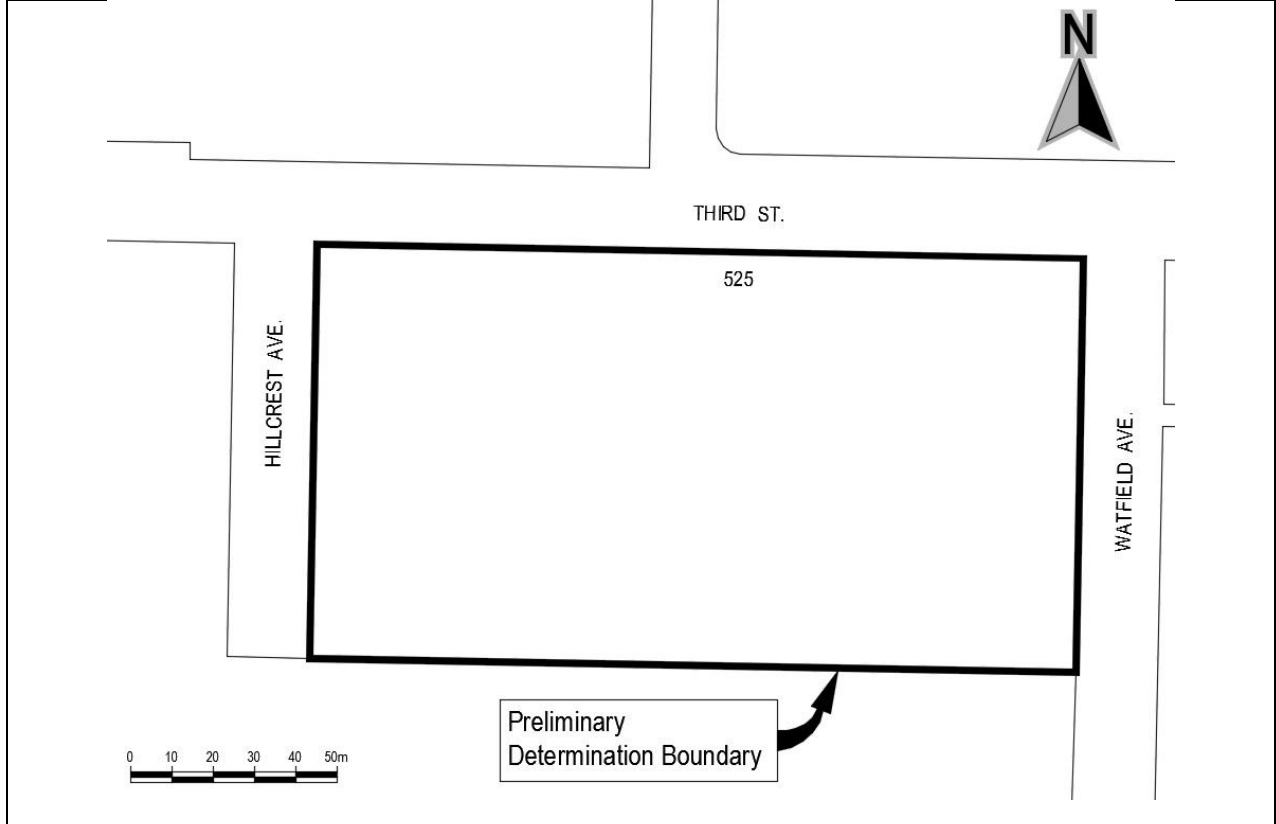 N
THIRD ST.
525
HILLCREST AVE.
WATFIELD AVE.
Preliminary
Determination Boundary
0 10 20 30 40 50m